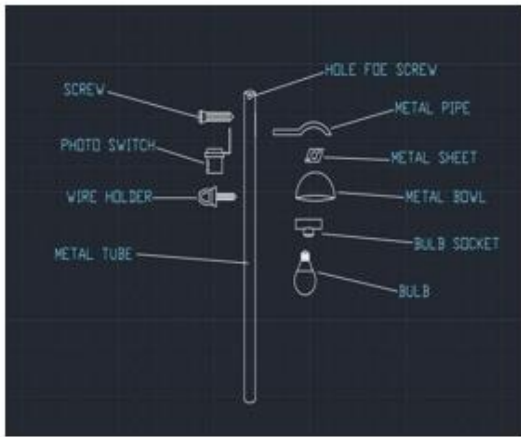 HOLE FOE SCREW
SCREW
METAL PIPE
PHOTO SWITCH
METAL SHEET
WIRE HOLDER
METAL BOWL
BULB SOCKET
METAL TUBE
BULB